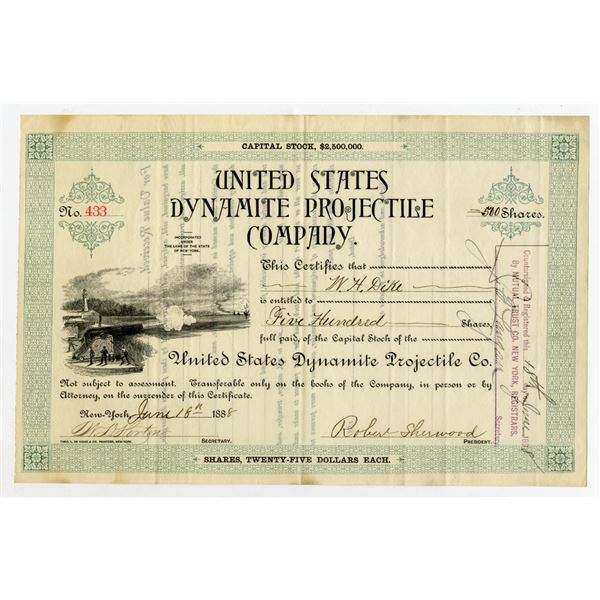 CAPITAL STOCK, $2,500,000.
UNITED STATES
DYNAMITE PROJECTILE
COMPANY.
No. 433
500 Shares.
INCORPORATED
UNDER
THE LAWS OF THE STATE
OF NEW YORK.
This Certifies that
W. H. Dike
is entitled to
Five Hundred Shares,
full paid, of the Capital Stock of the
United States Dynamite Projectile Co.
Not subject to assessment. Transferable only on the books of the Company, in person or by
Attorney, on the surrender of this Certificate.
New-York, June 18th 1888
SECRETARY.
Robert Sherwood
PRESIDENT.
SHARES, TWENTY-FIVE DOLLARS EACH.
Countersigned & Registered this 18th June
By MUTUAL TRUST CO. NEW YORK, REGISTRARS.
Secretary